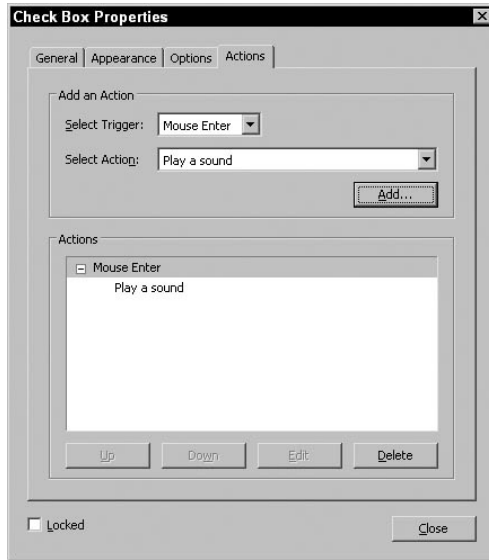 Check Box Properties
General Appearance Options Actions
Add an Action
Select Trigger: Mouse Enter
Select Action: Play a sound
Add...
Actions
Mouse Enter
Play a sound
Up Down Edit Delete
Locked Close